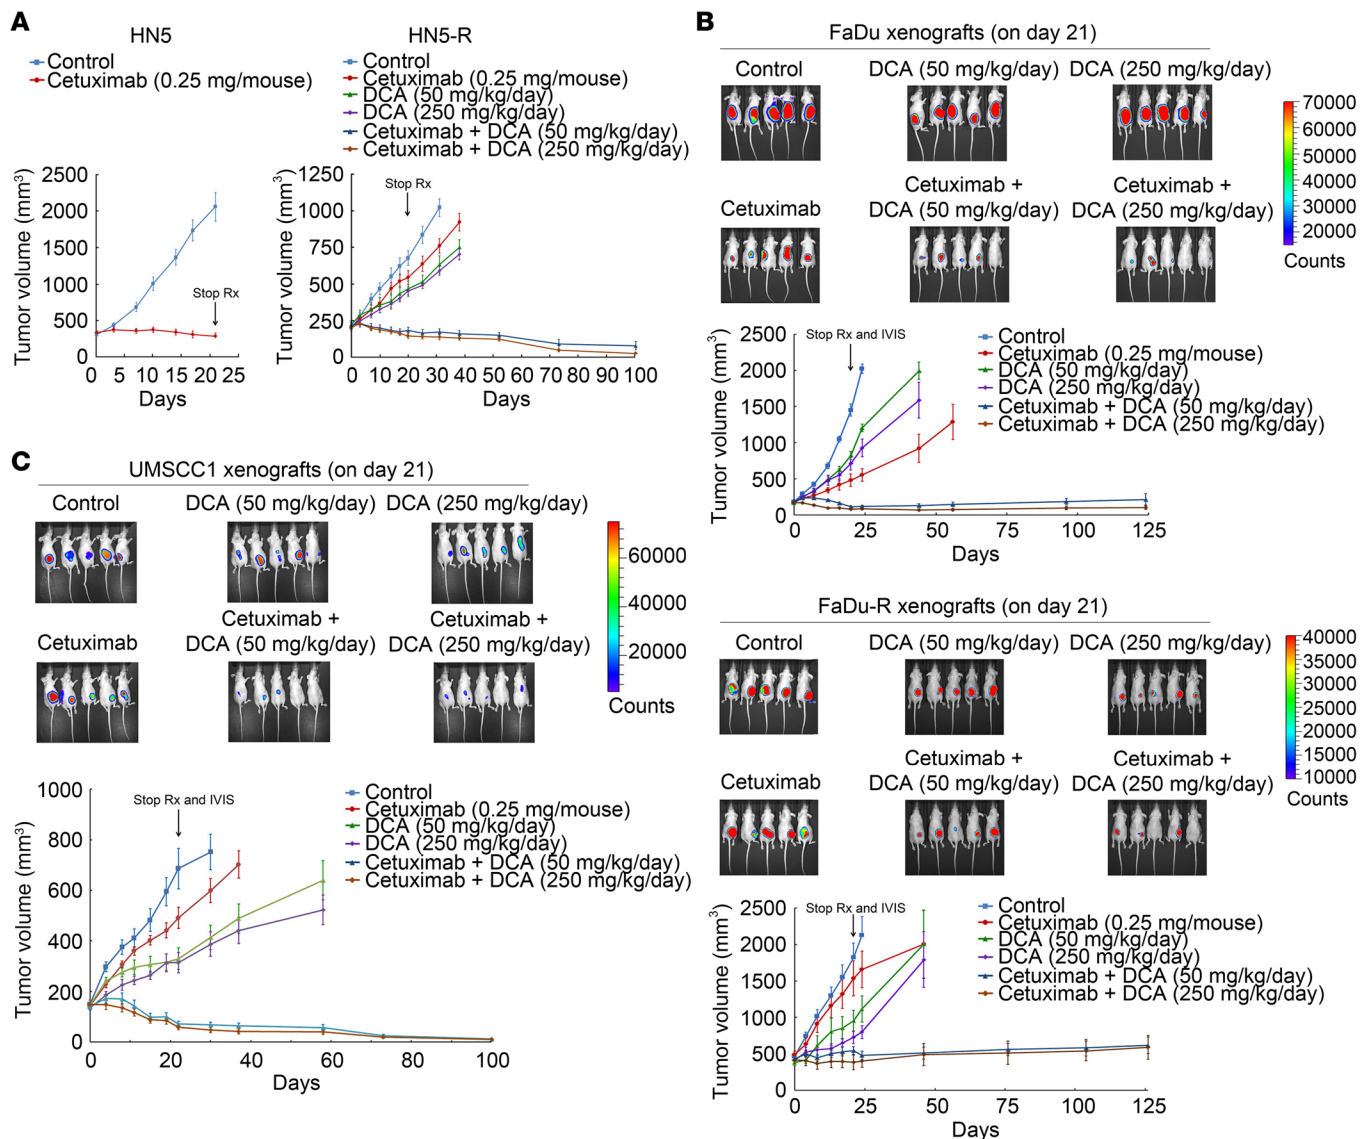 A
HN5
Control
Cetuximab (0.25 mg/mouse)
Tumor volume (mm3)
2500
2000
1500
1000
500
0
Stop Rx
0 5 10 15 20 25
Days
HN5-R
Control
Cetuximab (0.25 mg/mouse)
DCA (50 mg/kg/day)
DCA (250 mg/kg/day)
Cetuximab + DCA (50 mg/kg/day)
Cetuximab + DCA (250 mg/kg/day)
Tumor volume (mm3)
1250
1000
750
500
250
0
Stop Rx
0 10 20 30 40 50 60 70 80 90 100
Days
B
FaDu xenografts (on day 21)
Control
DCA (50 mg/kg/day)
DCA (250 mg/kg/day)
Cetuximab
Cetuximab +
DCA (50 mg/kg/day)
Cetuximab +
DCA (250 mg/kg/day)
70000
60000
50000
40000
30000
20000
Counts
Tumor volume (mm3)
2500
2000
1500
1000
500
0
Stop Rx and IVIS
Control
Cetuximab (0.25 mg/mouse)
DCA (50 mg/kg/day)
DCA (250 mg/kg/day)
Cetuximab + DCA (50 mg/kg/day)
Cetuximab + DCA (250 mg/kg/day)
0 25 50 75 100 125
Days
FaDu-R xenografts (on day 21)
Control
DCA (50 mg/kg/day)
DCA (250 mg/kg/day)
Cetuximab
Cetuximab +
DCA (50 mg/kg/day)
Cetuximab +
DCA (250 mg/kg/day)
40000
35000
30000
25000
20000
15000
10000
Counts
Tumor volume (mm3)
2500
2000
1500
1000
500
0
Stop Rx and IVIS
Control
Cetuximab (0.25 mg/mouse)
DCA (50 mg/kg/day)
DCA (250 mg/kg/day)
Cetuximab + DCA (50 mg/kg/day)
Cetuximab + DCA (250 mg/kg/day)
0 25 50 75 100 125
Days
C
UMSCC1 xenografts (on day 21)
Control
DCA (50 mg/kg/day)
DCA (250 mg/kg/day)
Cetuximab
Cetuximab +
DCA (50 mg/kg/day)
Cetuximab +
DCA (250 mg/kg/day)
60000
40000
20000
Counts
Tumor volume (mm3)
1000
800
600
400
200
0
Stop Rx and IVIS
Control
Cetuximab (0.25 mg/mouse)
DCA (50 mg/kg/day)
DCA (250 mg/kg/day)
Cetuximab + DCA (50 mg/kg/day)
Cetuximab + DCA (250 mg/kg/day)
0 20 40 60 80 100
Days